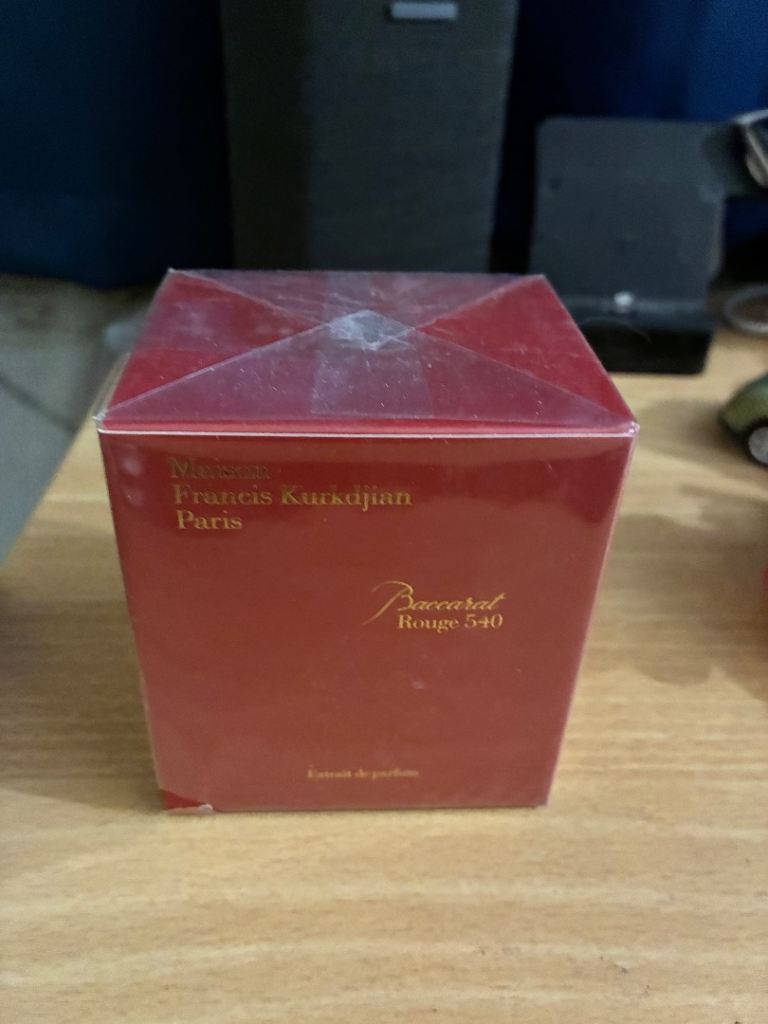 Maison
Francis Kurkdjian
Paris
Baccarat
Rouge 540
Extrait de parfum